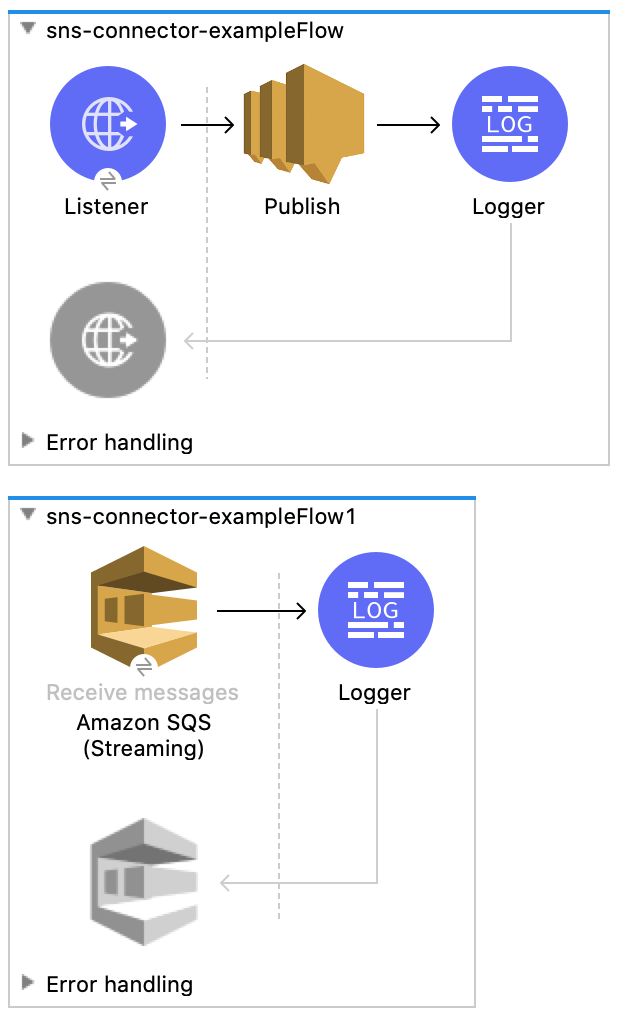 sns-connector-exampleFlow
LOG
Listener
Publish
Logger
Error handling
sns-connector-exampleFlow1
LOG
Receive messages
Logger
Amazon SQS
(Streaming)
Error handling